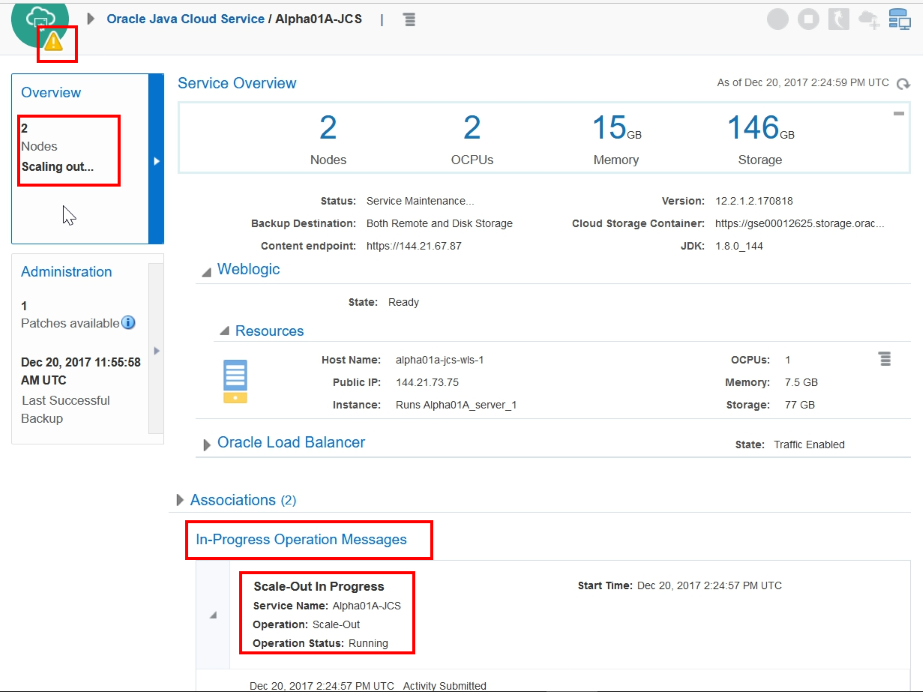 Oracle Java Cloud Service / Alpha01A-JCS |
Overview
2
Nodes
Scaling out...
Administration
1
Patches available
Dec 20, 2017 11:55:58
AM UTC
Last Successful
Backup
Service Overview
As of Dec 20, 2017 2:24:59 PM UTC
2 2 15GB 146GB
Nodes OCPUs Memory Storage
Status: Service Maintenance... Version: 12.2.1.2.170818
Backup Destination: Both Remote and Disk Storage Cloud Storage Container: https://gse00012625.storage.orac...
Content endpoint: https://144.21.67.87 JDK: 1.8.0_144
Weblogic
State: Ready
Resources
Host Name: alpha01a-jcs-wls-1 OCPUs: 1
Public IP: 144.21.73.75 Memory: 7.5 GB
Instance: Runs Alpha01A_server_1 Storage: 77 GB
Oracle Load Balancer State: Traffic Enabled
Associations (2)
In-Progress Operation Messages
Scale-Out In Progress Start Time: Dec 20, 2017 2:24:57 PM UTC
Service Name: Alpha01A-JCS
Operation: Scale-Out
Operation Status: Running
Dec 20, 2017 2:24:57 PM UTC Activity Submitted